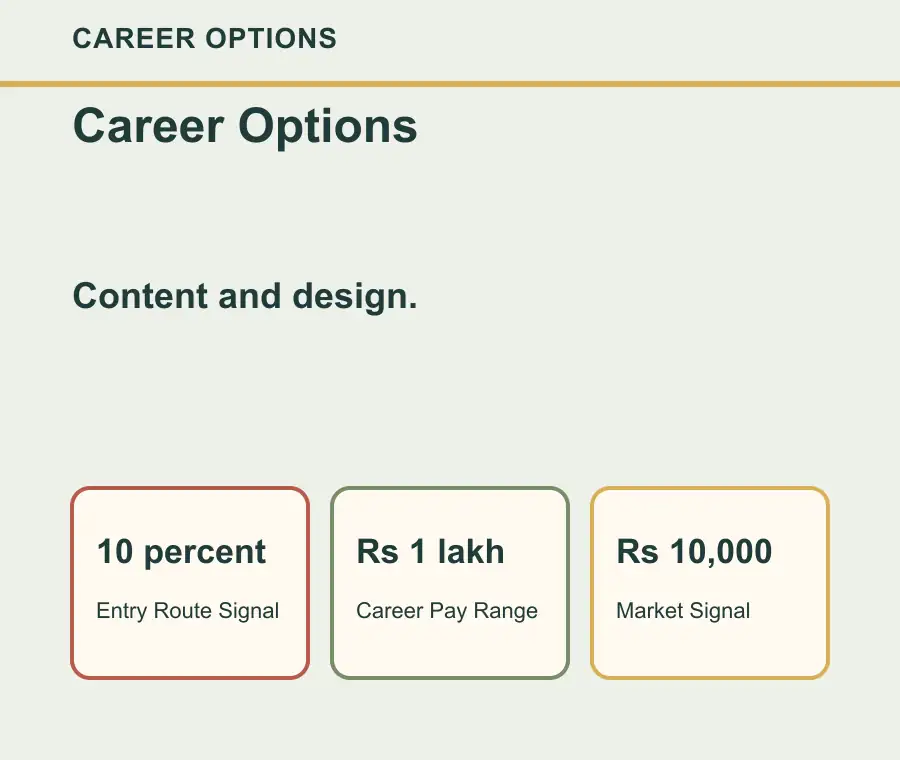 CAREER OPTIONS
Career Options
Content and design.
10 percent
Entry Route Signal
Rs 1 lakh
Career Pay Range
Rs 10,000
Market Signal